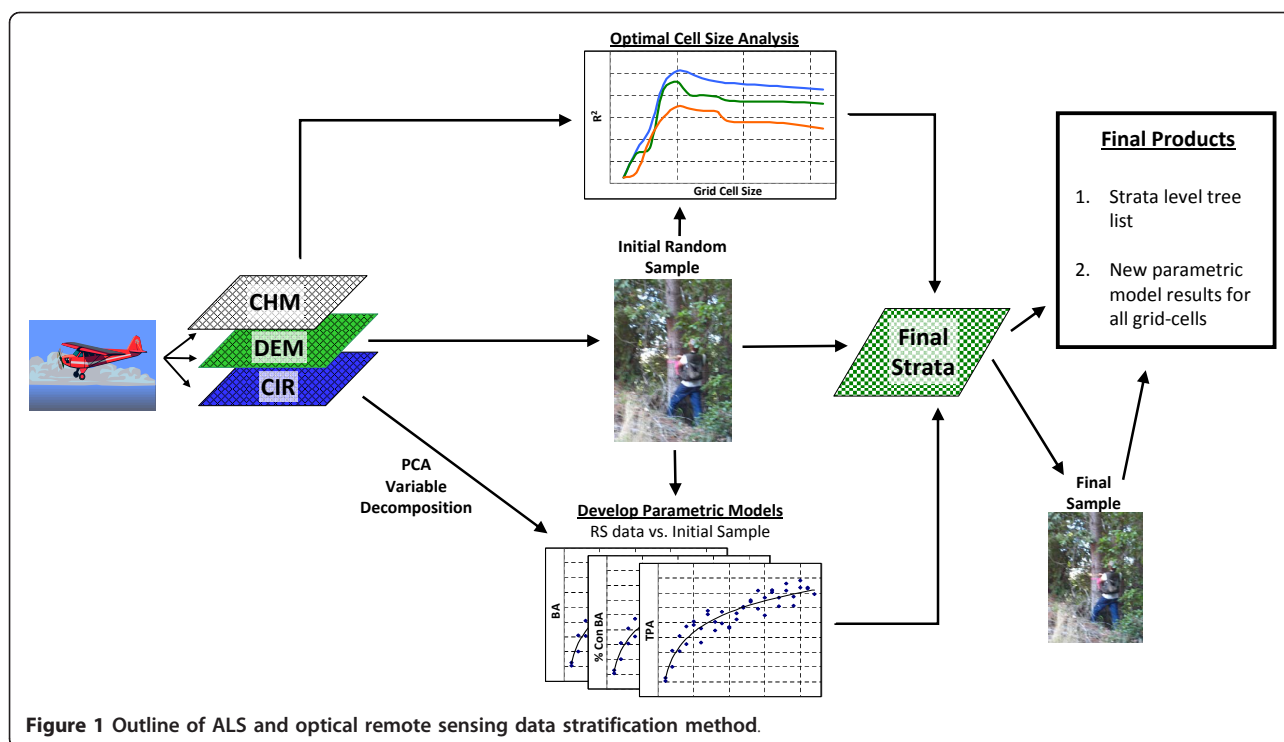 Optimal Cell Size Analysis
R²
Grid Cell Size
Final Products
1. Strata level tree
list
2. New parametric
model results for
all grid-cells
Initial Random
Sample
CHM
DEM
CIR
Final
Strata
PCA
Variable
Decomposition
Final
Sample
Develop Parametric Models
RS data vs. Initial Sample
BA
% Con BA
TPA
Figure 1 Outline of ALS and optical remote sensing data stratification method.